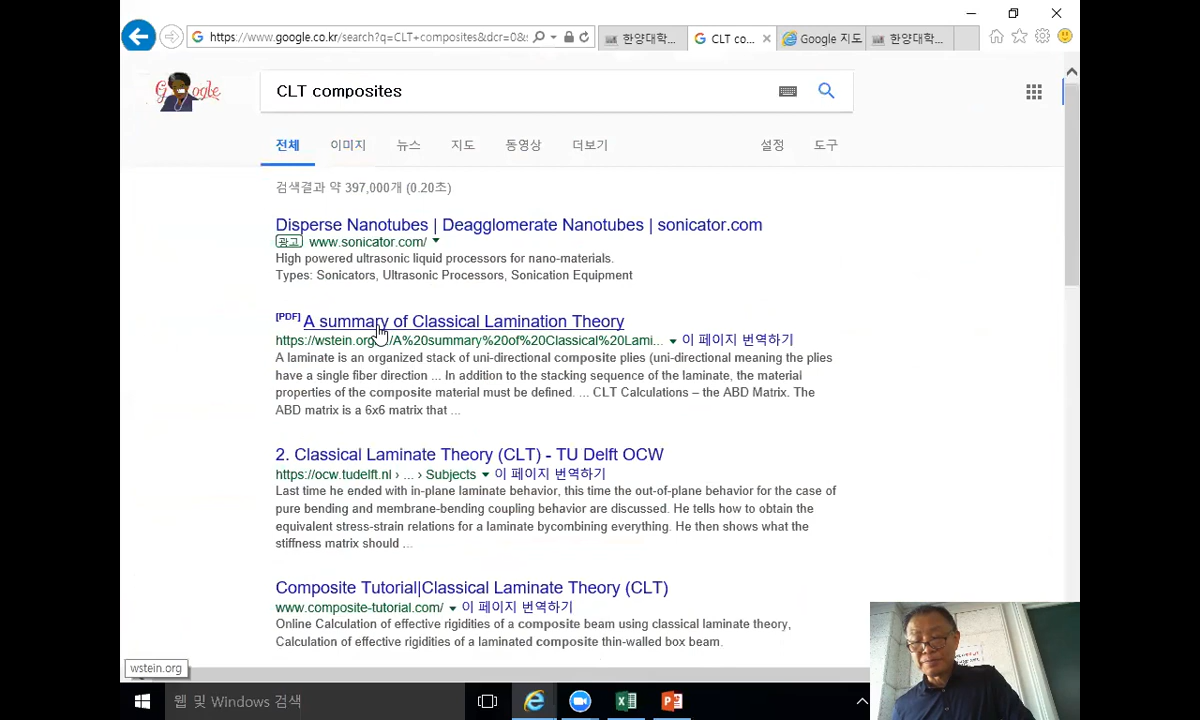 https://www.google.co.kr/search?q=CLT+composites&dcr=0&
한양대학...
CLT co...
Google 지도
한양대학...
Google
CLT composites
전체 이미지 뉴스 지도 동영상 더보기 설정 도구
검색결과 약 397,000개 (0.20초)
Disperse Nanotubes | Deagglomerate Nanotubes | sonicator.com
광고 www.sonicator.com/
High powered ultrasonic liquid processors for nano-materials.
Types: Sonicators, Ultrasonic Processors, Sonication Equipment
[PDF] A summary of Classical Lamination Theory
https://wstein.org/.../A%20summary%20of%20Classical%20Lami... 이 페이지 번역하기
A laminate is an organized stack of uni-directional composite plies (uni-directional meaning the plies
have a single fiber direction ... In addition to the stacking sequence of the laminate, the material
properties of the composite material must be defined. ... CLT Calculations – the ABD Matrix. The
ABD matrix is a 6x6 matrix that ...
2. Classical Laminate Theory (CLT) - TU Delft OCW
https://ocw.tudelft.nl › ... › Subjects 이 페이지 번역하기
Last time he ended with in-plane laminate behavior, this time the out-of-plane behavior for the case of
pure bending and membrane-bending coupling behavior are discussed. He tells how to obtain the
equivalent stress-strain relations for a laminate bycombining everything. He then shows what the
stiffness matrix should ...
Composite Tutorial|Classical Laminate Theory (CLT)
www.composite-tutorial.com/ 이 페이지 번역하기
Online Calculation of effective rigidities of a composite beam using classical laminate theory,
Calculation of effective rigidities of a laminated composite thin-walled box beam.
wstein.org
웹 및 Windows 검색